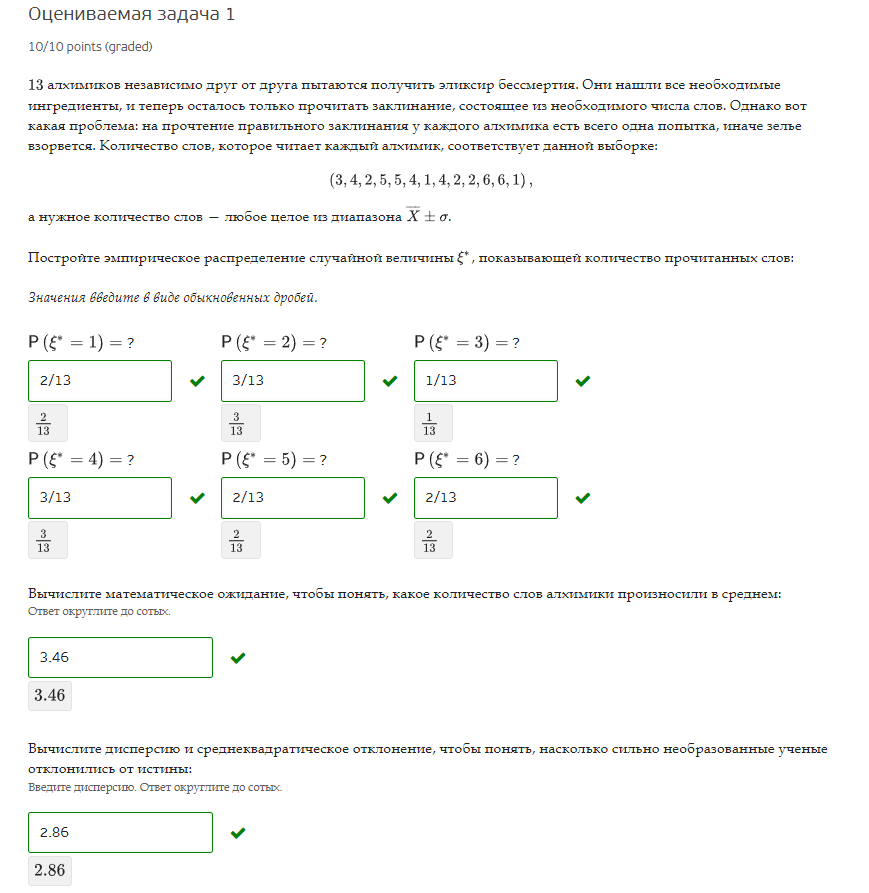 Оцениваемая задача 1
10/10 points (graded)
13 алхимиков независимо друг от друга пытаются получить эликсир бессмертия. Они нашли все необходимые
ингредиенты, и теперь осталось только прочитать заклинание, состоящее из необходимого числа слов. Однако вот
какая проблема: на прочтение правильного заклинания у каждого алхимика есть всего одна попытка, иначе зелье
взорвется. Количество слов, которое читает каждый алхимик, соответствует данной выборке:
(3, 4, 2, 5, 5, 4, 1, 4, 2, 2, 6, 6, 1) ,
а нужное количество слов — любое целое из диапазона X̅ ± σ.
Постройте эмпирическое распределение случайной величины ξ* , показывающей количество прочитанных слов:
Значения введите в виде обыкновенных дробей.
P (ξ* = 1) = ? P (ξ* = 2) = ? P (ξ* = 3) = ?
2/13 3/13 1/13
2/13 3/13 1/13
P (ξ* = 4) = ? P (ξ* = 5) = ? P (ξ* = 6) = ?
3/13 2/13 2/13
3/13 2/13 2/13
Вычислите математическое ожидание, чтобы понять, какое количество слов алхимики произносили в среднем:
Ответ округлите до сотых.
3.46
3.46
Вычислите дисперсию и среднеквадратическое отклонение, чтобы понять, насколько сильно необразованные ученые
отклонились от истины:
Введите дисперсию. Ответ округлите до сотых.
2.86
2.86